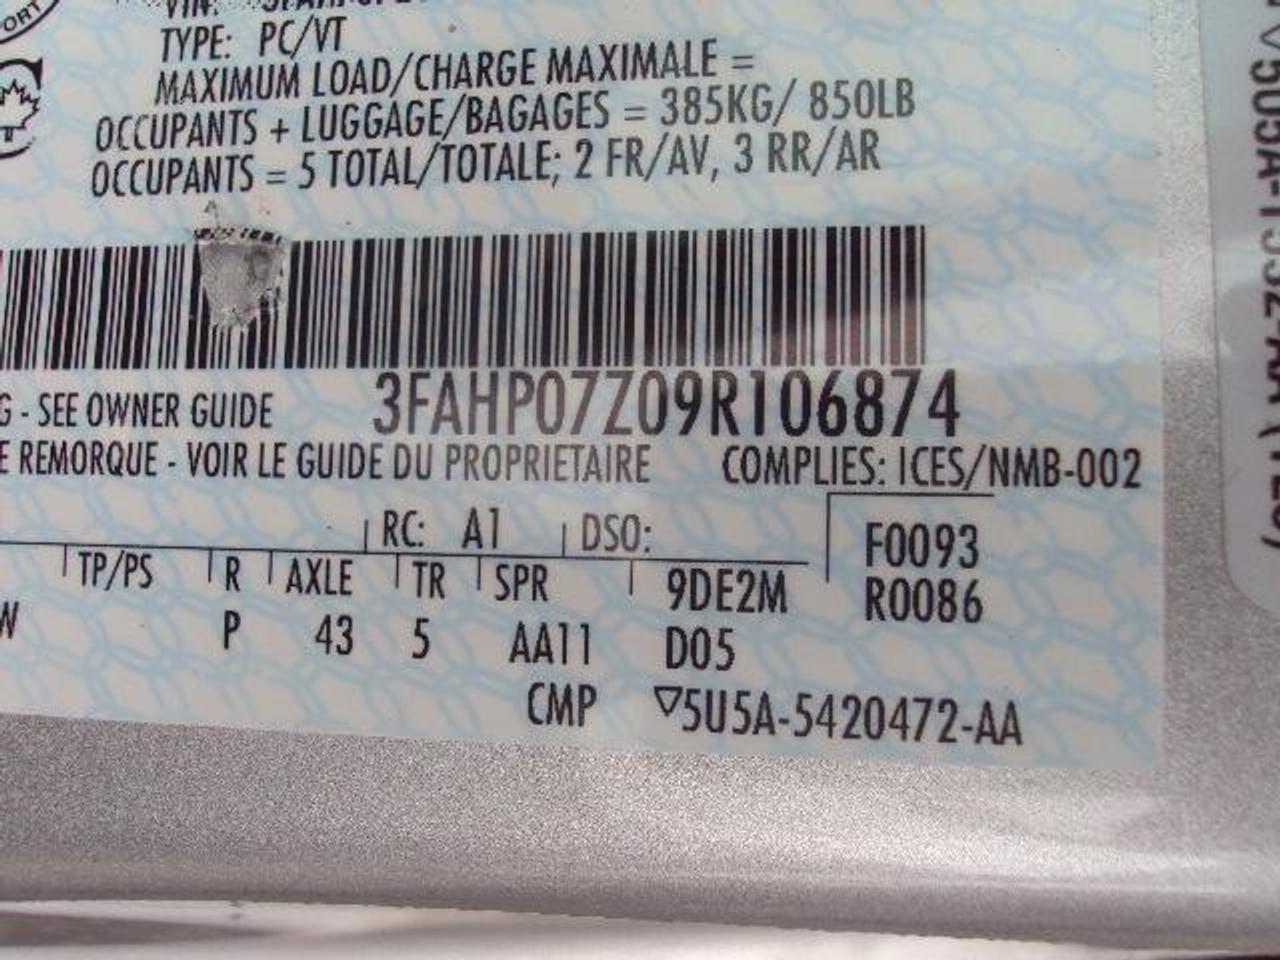 ORT
TYPE: PC/VT
MAXIMUM LOAD/CHARGE MAXIMALE =
OCCUPANTS + LUGGAGE/BAGAGES = 385KG/ 850LB
OCCUPANTS = 5 TOTAL/TOTALE; 2 FR/AV, 3 RR/AR
3FAHP07Z09R106874
G - SEE OWNER GUIDE
E REMORQUE - VOIR LE GUIDE DU PROPRIETAIRE
COMPLIES: ICES/NMB-002
RC: A1 DSO:
F0093
TP/PS R AXLE TR SPR 9DE2M
R0086
W P 43 5 AA11 D05
CMP ▽5U5A-5420472-AA